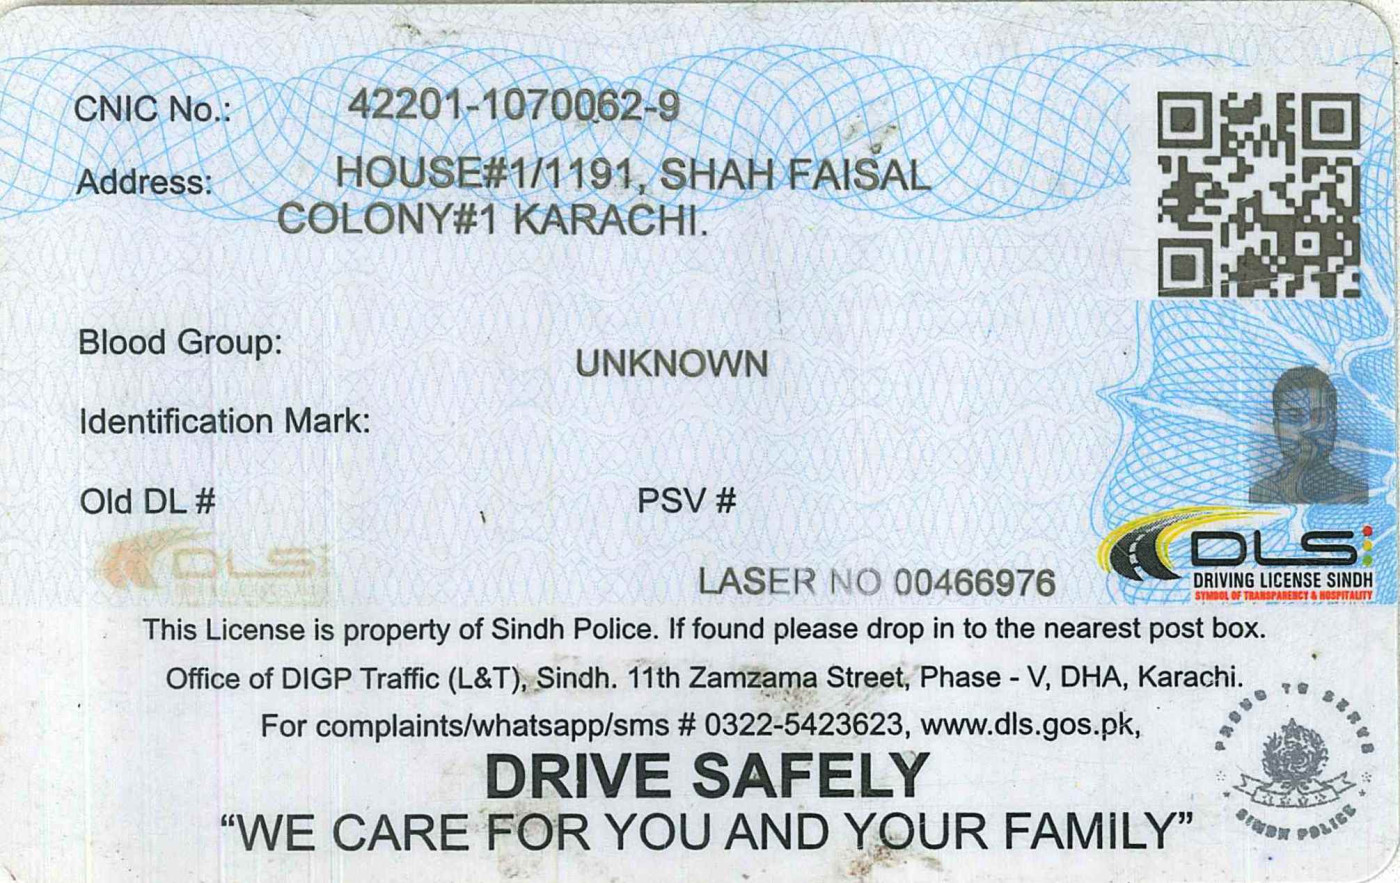 CNIC No.: 42201-1070062-9
Address: HOUSE#1/1191, SHAH FAISAL
COLONY#1 KARACHI.
Blood Group: UNKNOWN
Identification Mark:
Old DL # PSV #
DLS
LASER NO 00466976
DLS
DRIVING LICENSE SINDH
SYMBOL OF TRANSPARENCY & HOSPITALITY
This License is property of Sindh Police. If found please drop in to the nearest post box.
Office of DIGP Traffic (L&T), Sindh. 11th Zamzama Street, Phase - V, DHA, Karachi.
For complaints/whatsapp/sms # 0322-5423623, www.dls.gos.pk,
DRIVE SAFELY
“WE CARE FOR YOU AND YOUR FAMILY”
PROUD TO SERVE
SINDH POLICE